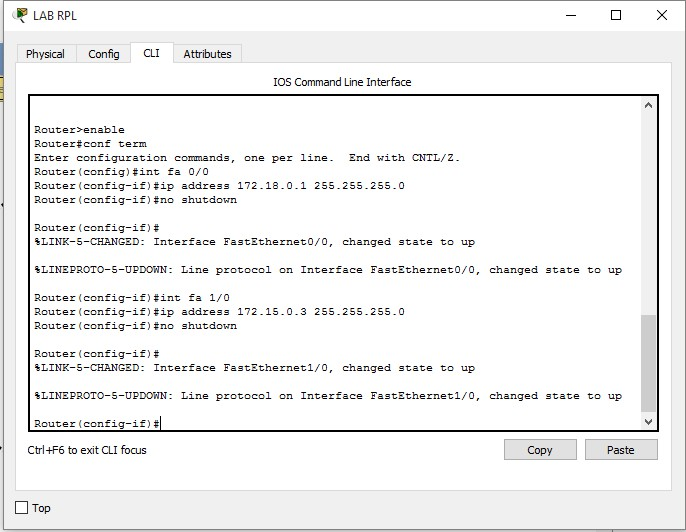 LAB RPL
Physical Config CLI Attributes
IOS Command Line Interface
Router>enable
Router#conf term
Enter configuration commands, one per line.  End with CNTL/Z.
Router(config)#int fa 0/0
Router(config-if)#ip address 172.18.0.1 255.255.255.0
Router(config-if)#no shutdown
Router(config-if)#
%LINK-5-CHANGED: Interface FastEthernet0/0, changed state to up
%LINEPROTO-5-UPDOWN: Line protocol on Interface FastEthernet0/0, changed state to up
Router(config-if)#int fa 1/0
Router(config-if)#ip address 172.15.0.3 255.255.255.0
Router(config-if)#no shutdown
Router(config-if)#
%LINK-5-CHANGED: Interface FastEthernet1/0, changed state to up
%LINEPROTO-5-UPDOWN: Line protocol on Interface FastEthernet1/0, changed state to up
Router(config-if)#
Ctrl+F6 to exit CLI focus Copy Paste
Top